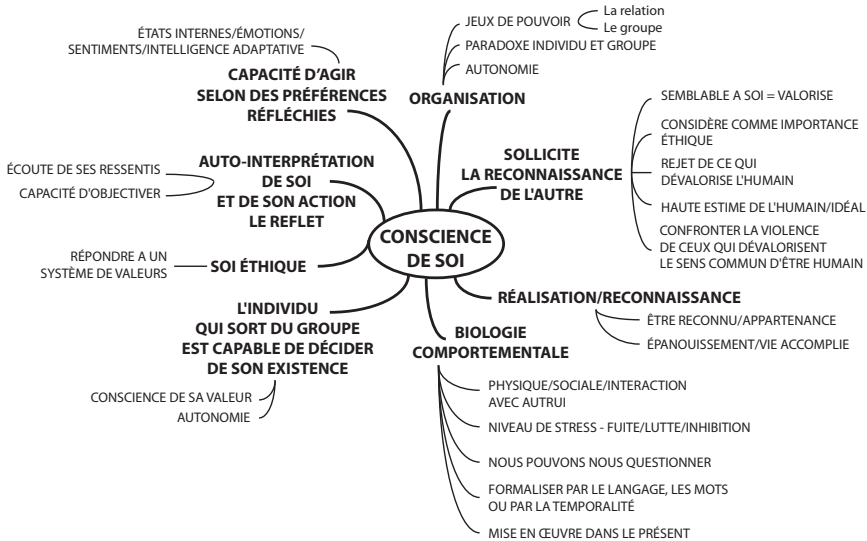 ÉTATS INTERNES/ÉMOTIONS/
SENTIMENTS/INTELLIGENCE ADAPTATIVE
CAPACITÉ D'AGIR
SELON DES PRÉFÉRENCES
RÉFLÉCHIES
JEUX DE POUVOIR
La relation
Le groupe
PARADOXE INDIVIDU ET GROUPE
AUTONOMIE
ORGANISATION
SOLLICITE
LA RECONNAISSANCE
DE L'AUTRE
SEMBLABLE A SOI = VALORISE
CONSIDÈRE COMME IMPORTANCE
ÉTHIQUE
REJET DE CE QUI
DÉVALORISE L'HUMAIN
HAUTE ESTIME DE L'HUMAIN/IDÉAL
CONFRONTER LA VIOLENCE
DE CEUX QUI DÉVALORISENT
LE SENS COMMUN D'ÊTRE HUMAIN
ÉCOUTE DE SES RESSENTIS
CAPACITÉ D'OBJECTIVER
AUTO-INTERPRÉTATION
DE SOI
ET DE SON ACTION
LE REFLET
CONSCIENCE
DE SOI
RÉPONDRE A UN
SYSTÈME DE VALEURS
SOI ÉTHIQUE
RÉALISATION/RECONNAISSANCE
ÊTRE RECONNU/APPARTENANCE
ÉPANOUISSEMENT/VIE ACCOMPLIE
L'INDIVIDU
QUI SORT DU GROUPE
EST CAPABLE DE DÉCIDER
DE SON EXISTENCE
CONSCIENCE DE SA VALEUR
AUTONOMIE
BIOLOGIE
COMPORTEMENTALE
PHYSIQUE/SOCIALE/INTERACTION
AVEC AUTRUI
NIVEAU DE STRESS - FUITE/LUTTE/INHIBITION
NOUS POUVONS NOUS QUESTIONNER
FORMALISER PAR LE LANGAGE, LES MOTS
OU PAR LA TEMPORALITÉ
MISE EN ŒUVRE DANS LE PRÉSENT